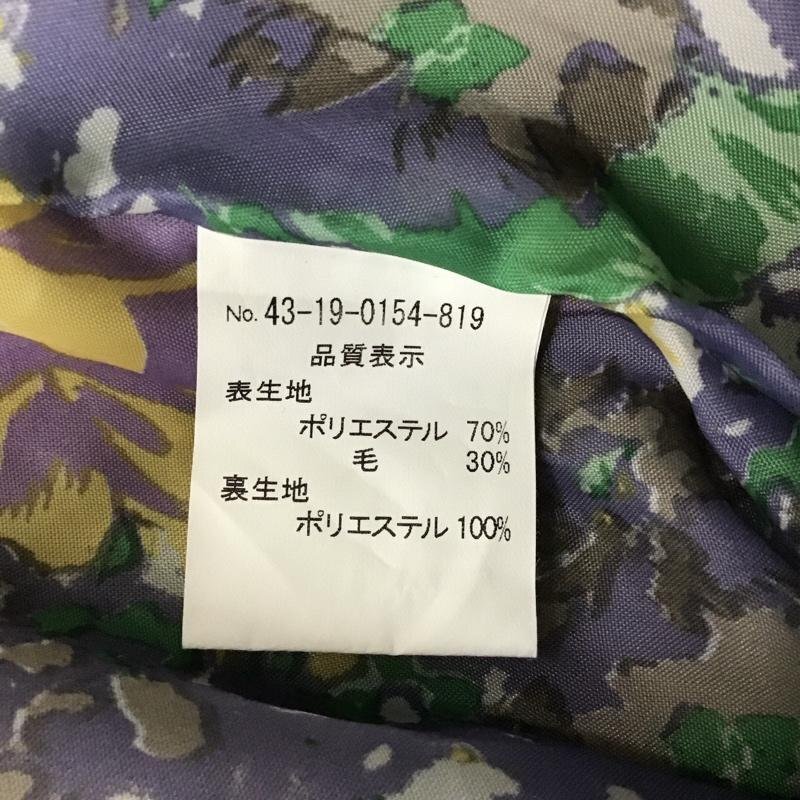 No. 43-19-0154-819
品質表示
表生地
ポリエステル 70%
毛 30%
裏生地
ポリエステル 100%